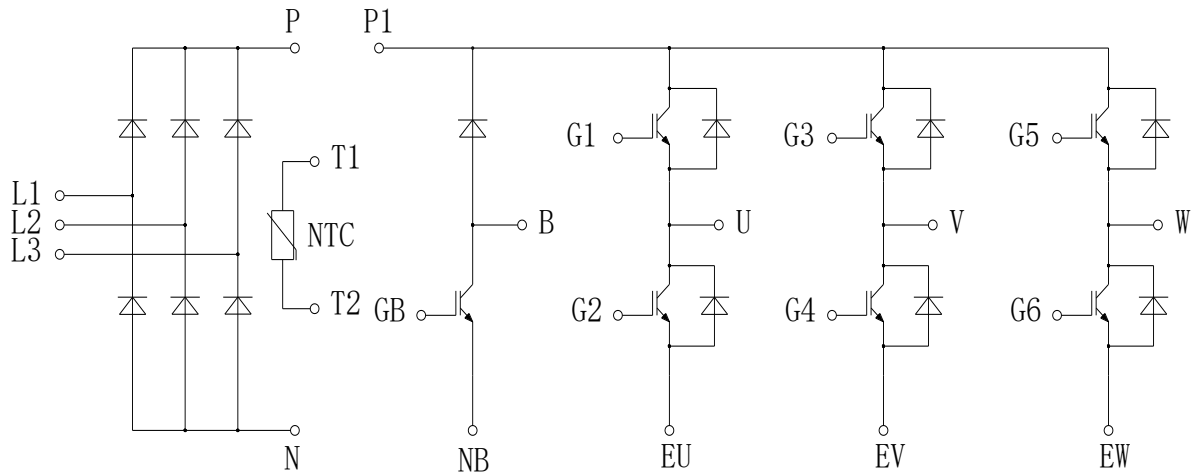 P P1
G1 G3 G5
T1
L1
L2 B U V W
L3 NTC
T2 GB G2 G4 G6
N NB EU EV EW